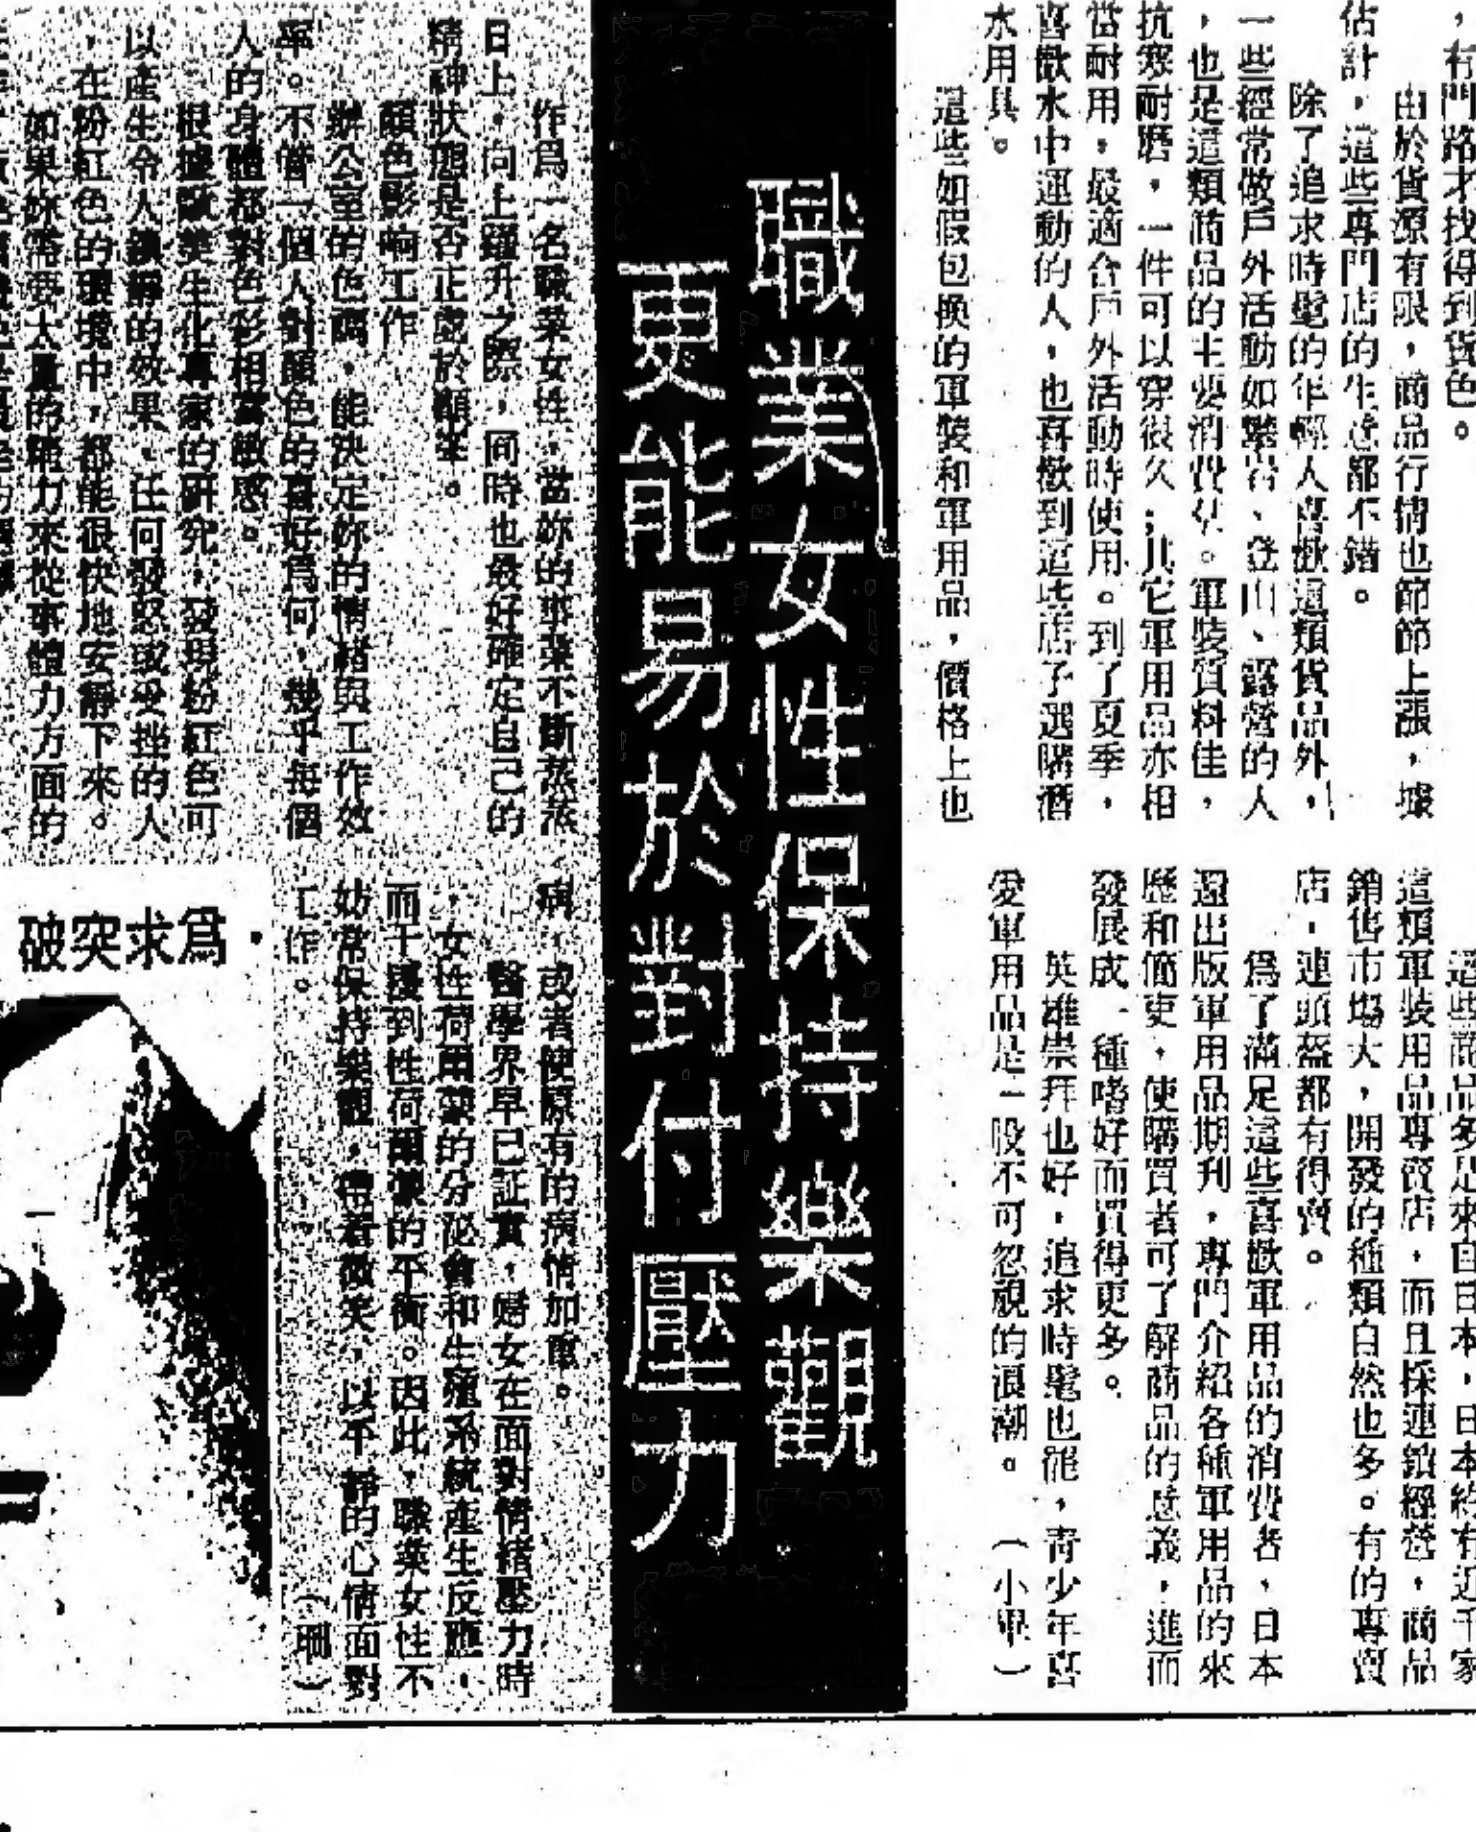 ，有門路才找得到貨色。
由於貨源有限，商品行情也節節上漲，據
估計，這些專門店的生意都不錯。
除了追求時髦的年輕人喜歡這類貨品外，
一些經常做戶外活動如 、登山、露營的人
，也是這類商品的主要消費 。軍裝質料佳，
抗寒耐磨，一件可以穿很久；其它軍用品亦相
當耐用，最適合戶外活動時使用。到了夏季，
喜歡水中運動的人，也喜歡到這些店子選購潛
水用具。
這些如假包換的軍裝和軍用品，價格上也
這些商品多是來自日本，日本約有近千家
這類軍裝用品專賣店，而且採連鎖經營，商品
銷售市場大，開發的種類自然也多。有的專賣
店，連頭盔都有得賣。
爲了滿足這些喜歡軍用品的消費者，日本
還出版軍用品期刊，專門介紹各種軍用品的來
歷和簡史，使購買者可了解商品的意義，進而
發展成一種嗜好而買得更多。
英雄崇拜也好，追求時髦也罷，青少年喜
愛軍用品是一股不可忽視的浪潮。（小畢）
職業女性保持樂觀
更能易於對付壓力
作爲一名職業女性，當妳的事業不斷蒸蒸
日上，向上躍升之際，同時也最好確定自己的
精神狀態是否正處於顛峯。
顏色影响工作
辦公室的色調，能決定妳的情緒與工作效
率。不管一個人對顏色的喜好爲何，幾乎每個
人的身體都對色彩相當敏感。
根據歐美生化專家的研究，發現粉紅色可
以產生令人鎮靜的效果，任何發怒或受挫的人
，在粉紅色的環境中，都能很快地安靜下來。
如果妳需要大量的精力來從事體力方面的
病，或者使原有的病情加重。
醫學界早已証實，婦女在面對情緒壓力時
，女性荷爾蒙的分泌會和生殖系統產生反應，
而干擾到性荷爾蒙的平衡。因此，職業女性不
妨常保持樂觀，帶着微笑，以平靜的心情面對
工作。（珊）
爲求突破